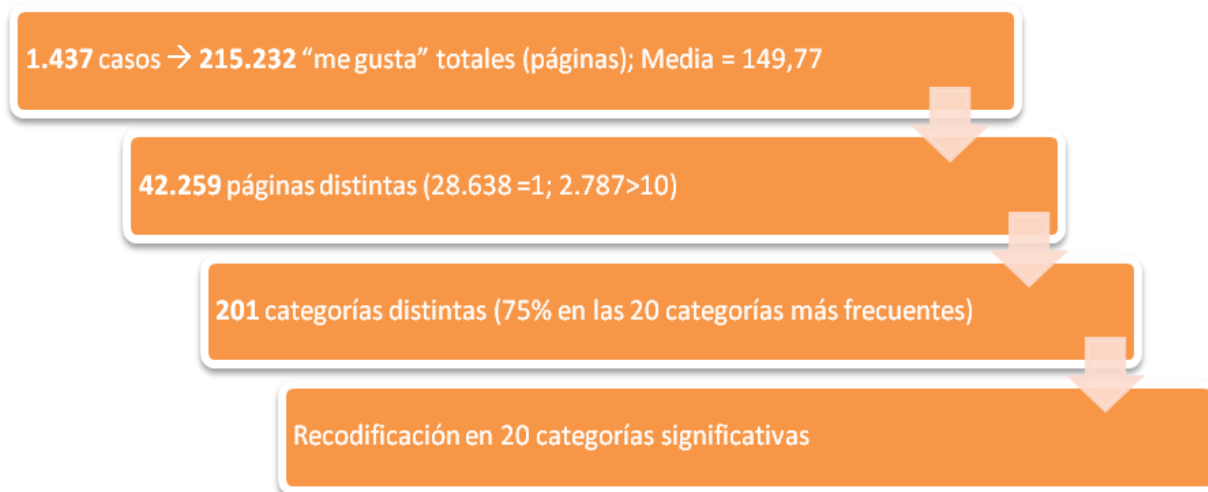 1.437 casos → 215.232 “me gusta” totales (páginas); Media = 149,77
42.259 páginas distintas (28.638 =1; 2.787>10)
201 categorías distintas (75% en las 20 categorías más frecuentes)
Recodificación en 20 categorías significativas